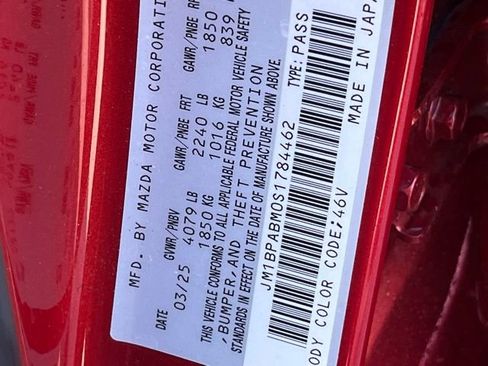 MFD. BY MAZDA MOTOR CORPORATI
DATE GVWR/PNBV GAWR/PNBE FRT GAWR/PNBE RR
03/25 4079 LB 2240 LB 1850
1850 KG 1016 KG 839
THIS VEHICLE CONFORMS TO ALL APPLICABLE FEDERAL MOTOR VEHICLE SAFETY
, BUMPER, AND THEFT PREVENTION
STANDARDS IN EFFECT ON THE DATE OF MANUFACTURE SHOWN ABOVE.
JM1BPABM0S1784462 TYPE: PASS
ODY COLOR CODE: 46V MADE IN JAPA